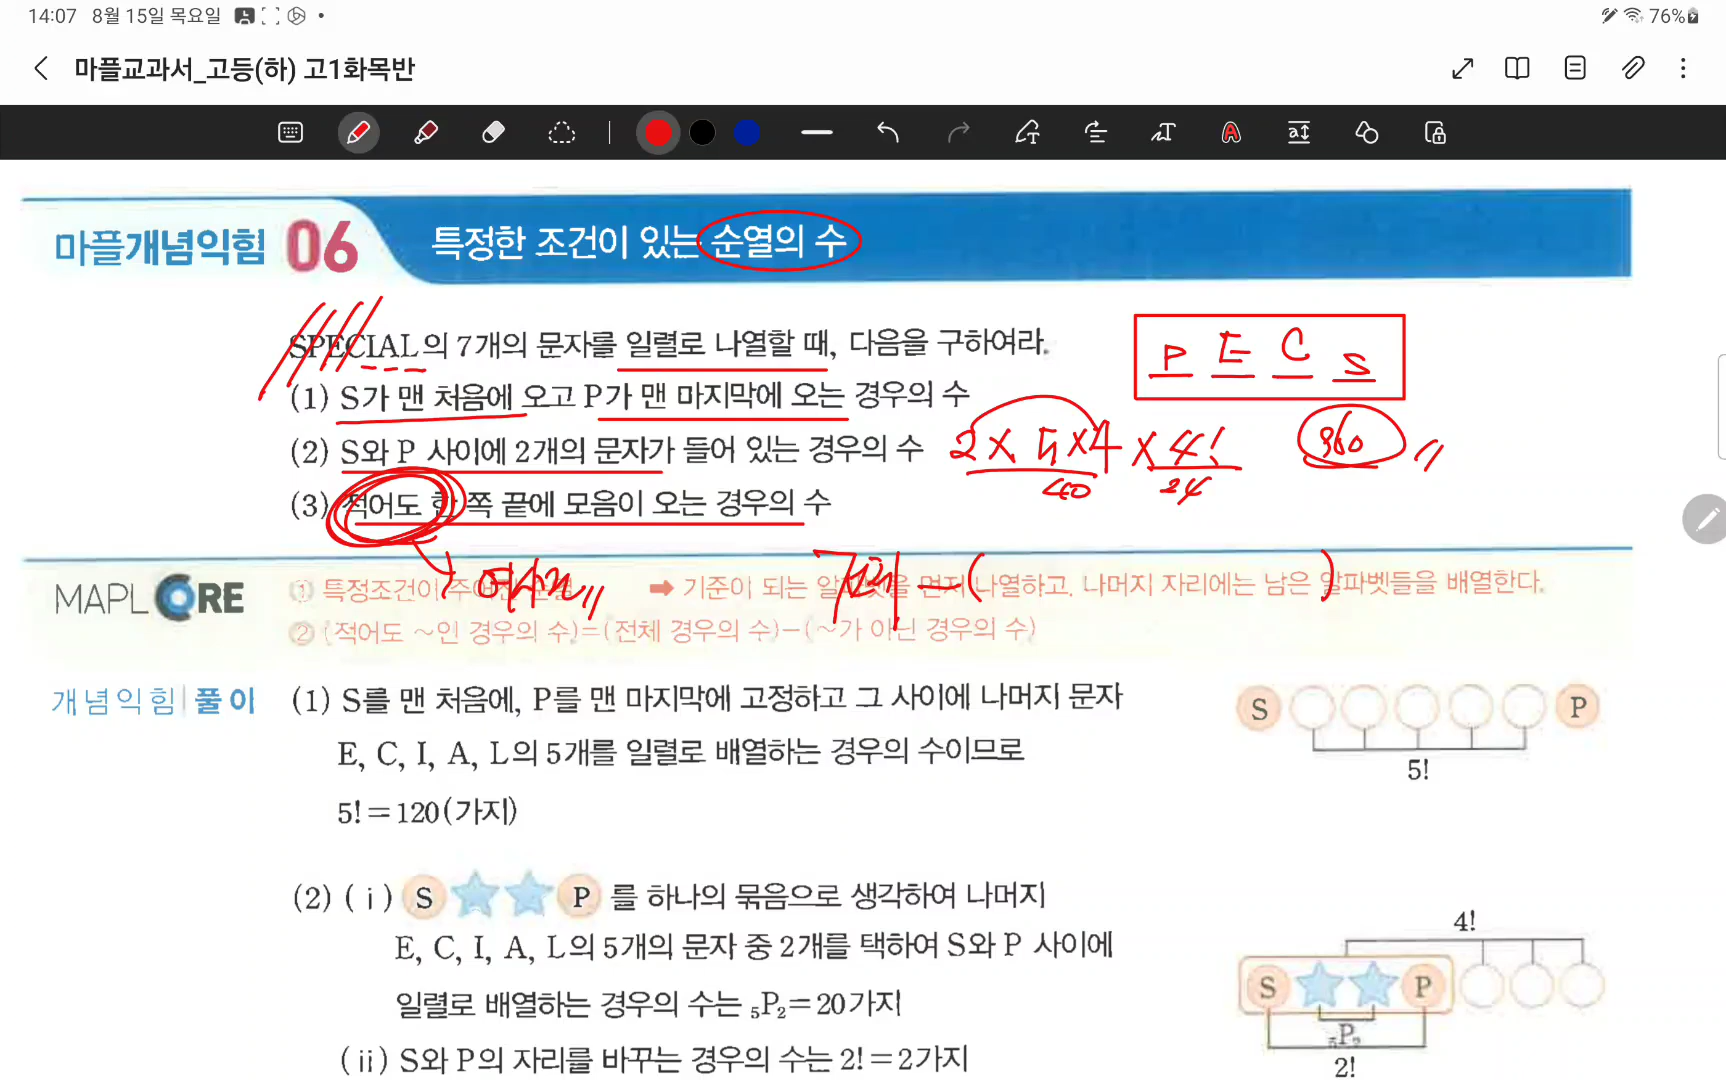 14:07 8월 15일 목요일
76%
마플교과서_고등(하) 고1화목반
마플개념익힘 06 특정한 조건이 있는 순열의 수
SPECIAL의 7개의 문자를 일렬로 나열할 때, 다음을 구하여라.
P E C S
(1) S가 맨 처음에 오고 P가 맨 마지막에 오는 경우의 수
(2) S와 P 사이에 2개의 문자가 들어 있는 경우의 수
2 × 5 × 4 × 4!
40 24
960
(3) 적어도 한 쪽 끝에 모음이 오는 경우의 수
여사건
전체 - ( )
MAPL CORE
① 특정조건이 주어진 순열 ➡ 기준이 되는 알파벳을 먼저 나열하고, 나머지 자리에는 남은 알파벳들을 배열한다.
② (적어도 ~인 경우의 수)=(전체 경우의 수)-(~가 아닌 경우의 수)
개념익힘 | 풀이 (1) S를 맨 처음에, P를 맨 마지막에 고정하고 그 사이에 나머지 문자
E, C, I, A, L의 5개를 일렬로 배열하는 경우의 수이므로
5!=120(가지)
S P
5!
(2) (ⅰ) S P 를 하나의 묶음으로 생각하여 나머지
E, C, I, A, L의 5개의 문자 중 2개를 택하여 S와 P 사이에
일렬로 배열하는 경우의 수는 ₅P₂=20가지
(ⅱ) S와 P의 자리를 바꾸는 경우의 수는 2!=2가지
4!
S P
₅P₂
2!